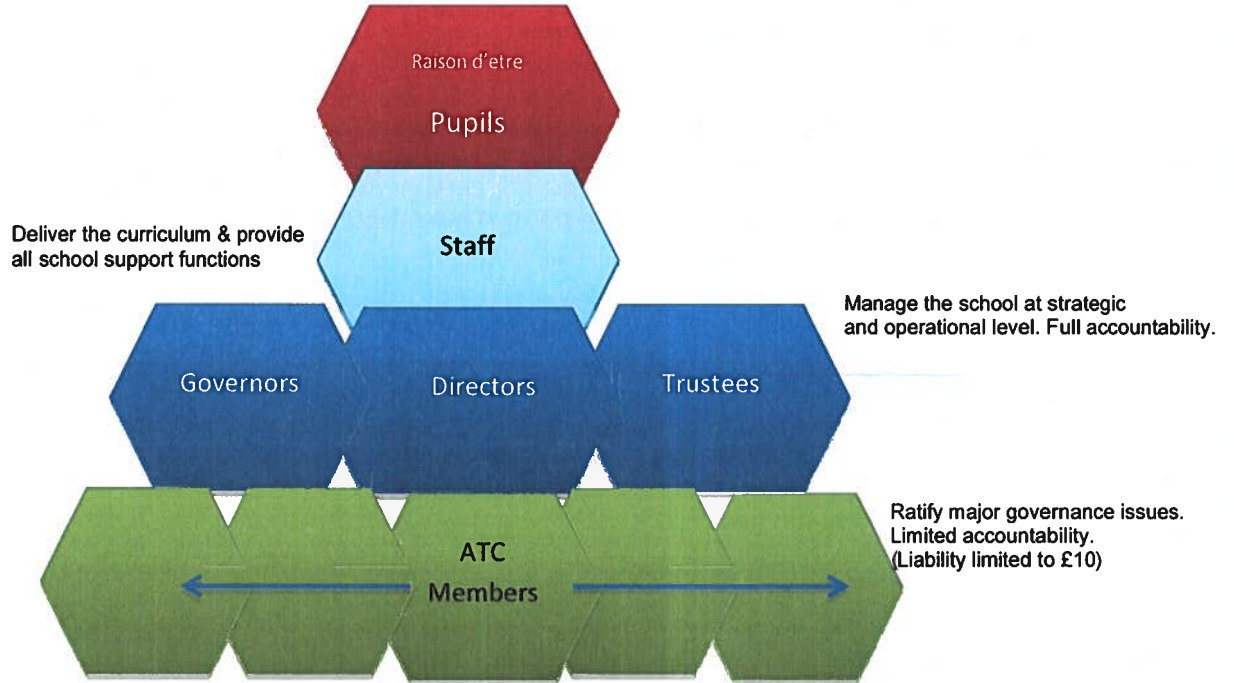 Raison d'etre
Pupils
Deliver the curriculum & provide
all school support functions
Staff
Manage the school at strategic
and operational level. Full accountability.
Governors
Directors
Trustees
Ratify major governance issues.
Limited accountability.
(Liability limited to £10)
ATC
Members